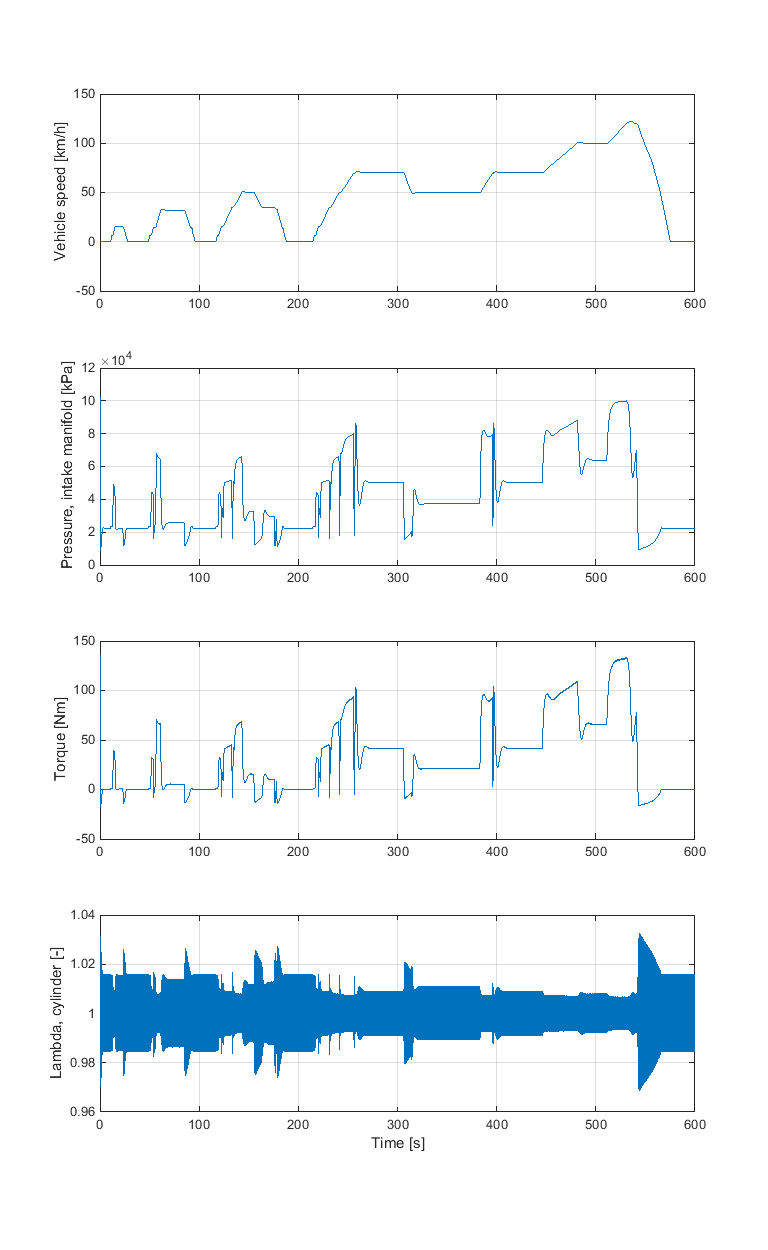 150
100
50
0
-50
Vehicle speed [km/h]
0 100 200 300 400 500 600
×10⁴
12
10
8
6
4
2
0
Pressure, intake manifold [kPa]
0 100 200 300 400 500 600
150
100
50
0
-50
Torque [Nm]
0 100 200 300 400 500 600
1.04
1.02
1
0.98
0.96
Lambda, cylinder [-]
0 100 200 300 400 500 600
Time [s]